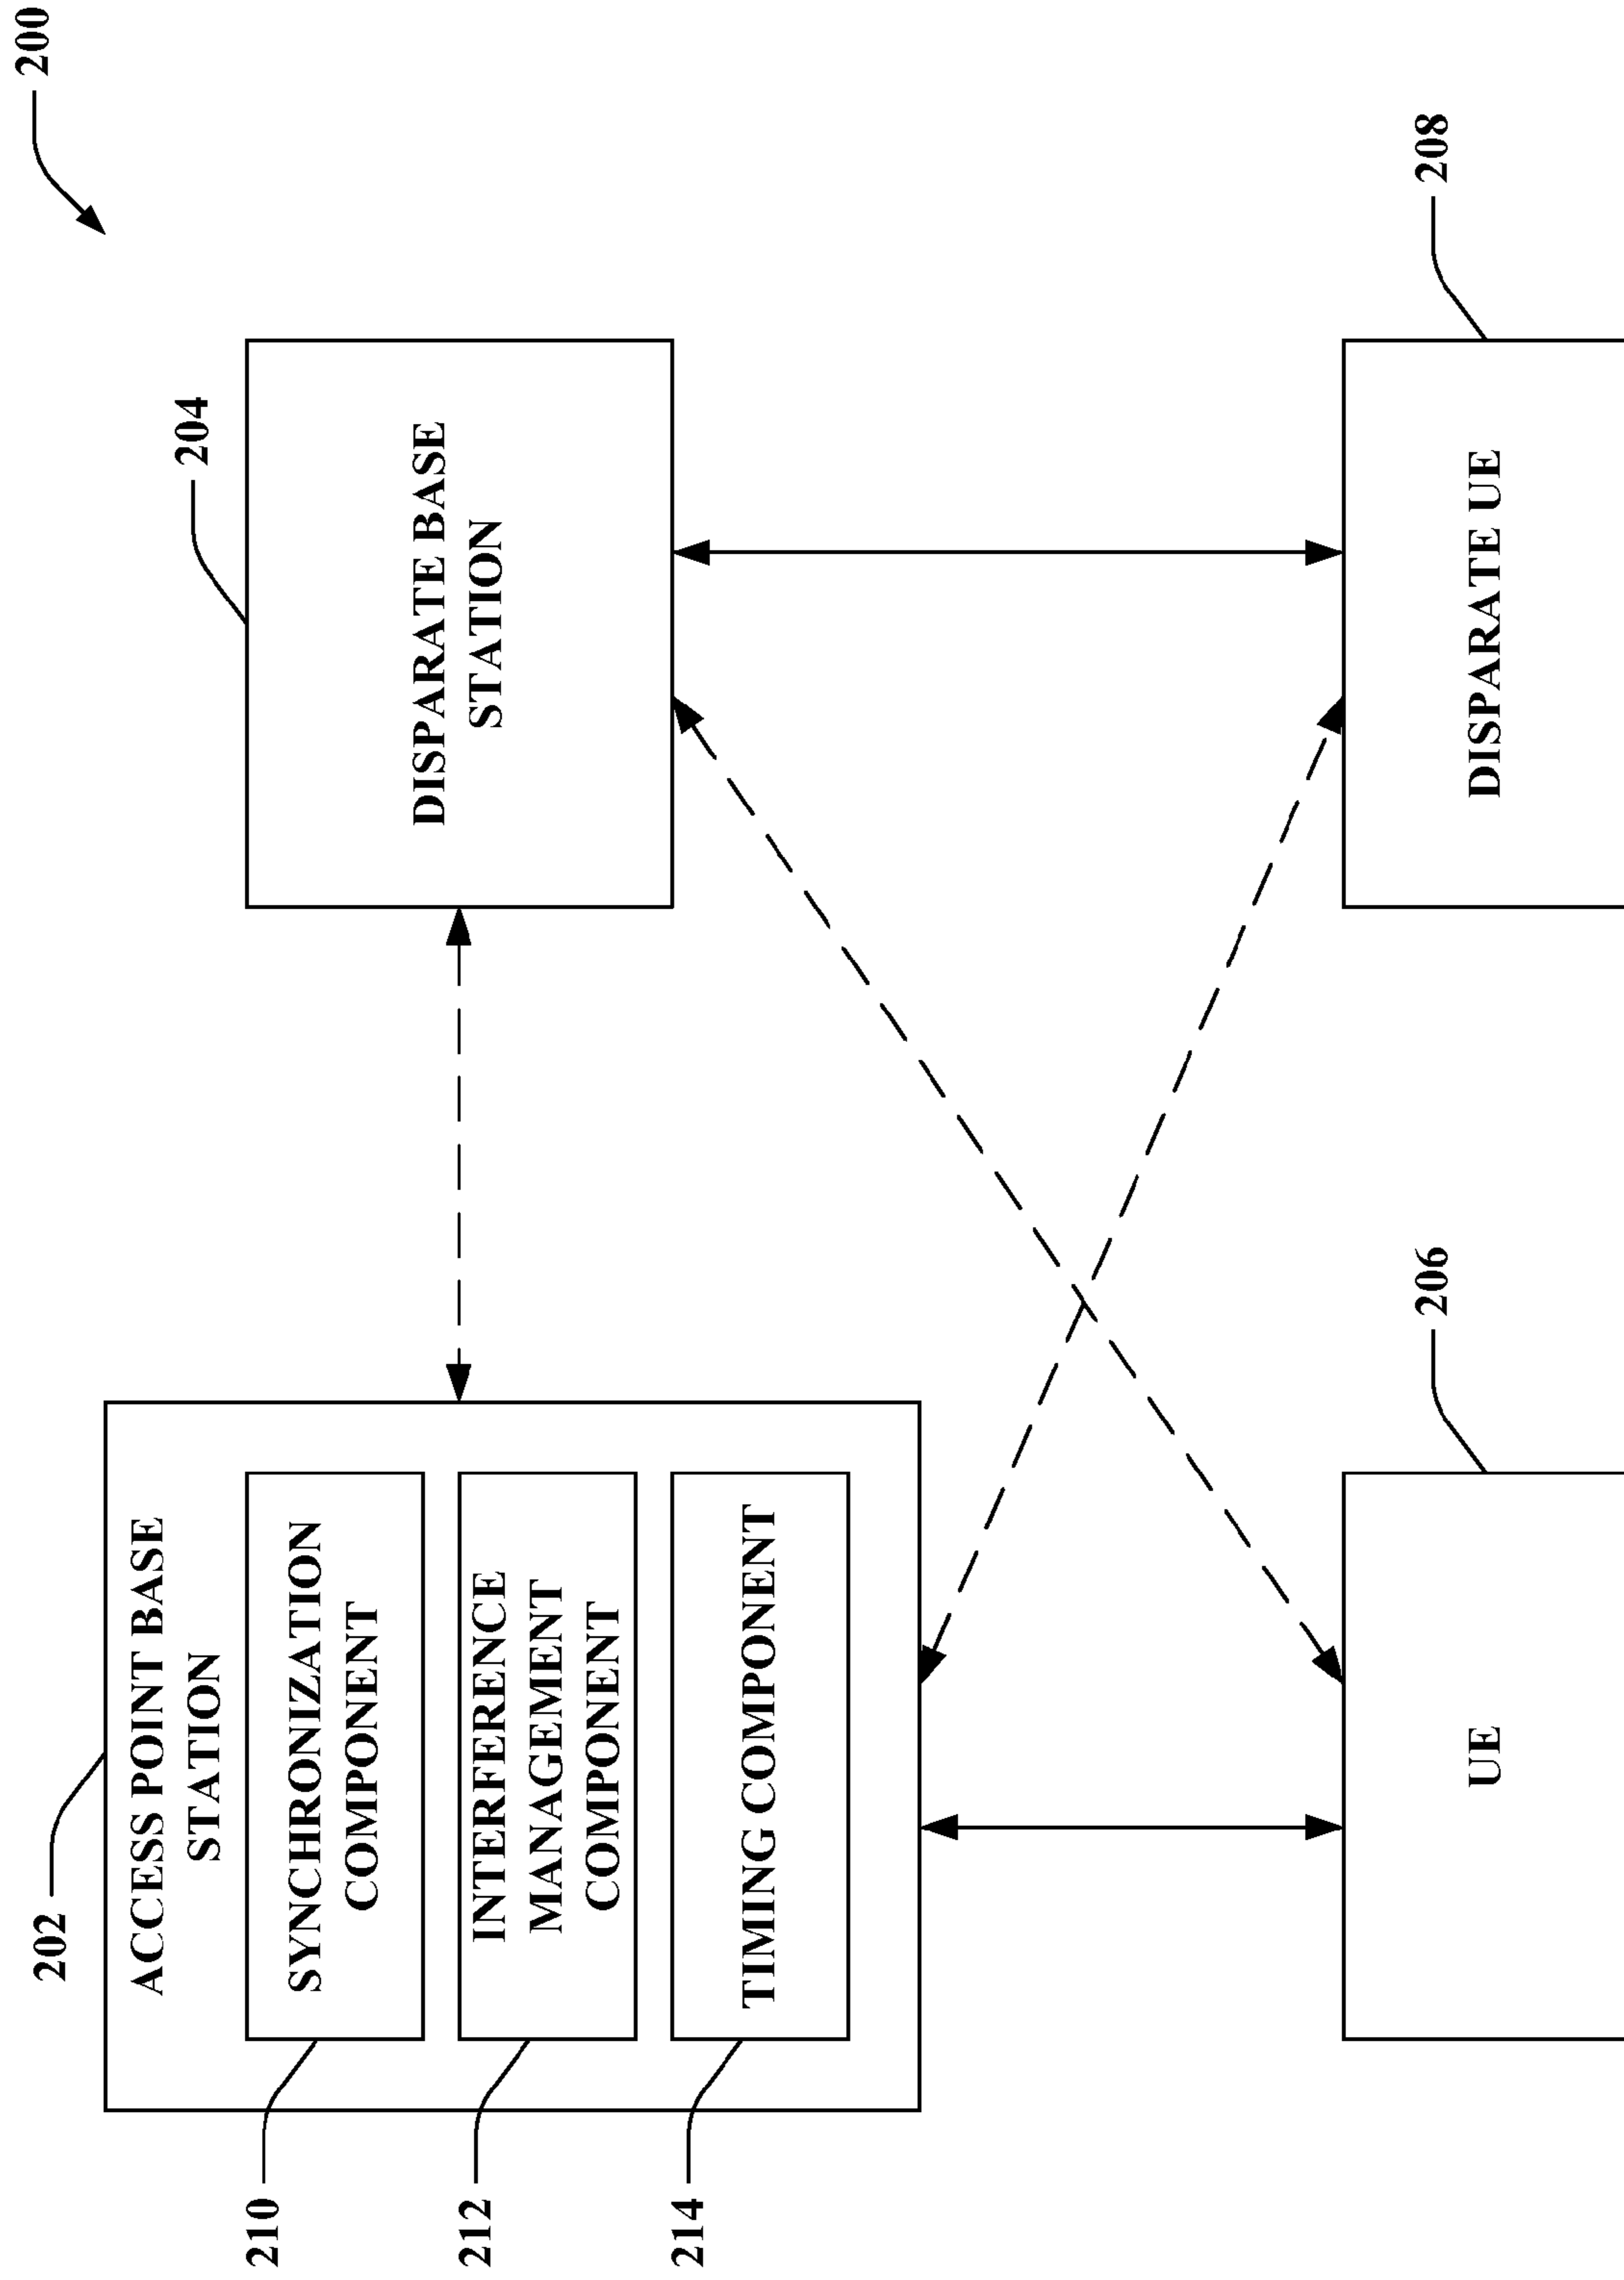 200
202
ACCESS POINT BASE
STATION
210
SYNCHRONIZATION
COMPONENT
212
INTERFERENCE
MANAGEMENT
COMPONENT
214
TIMING COMPONENT
204
DISPARATE BASE
STATION
206
UE
208
DISPARATE UE